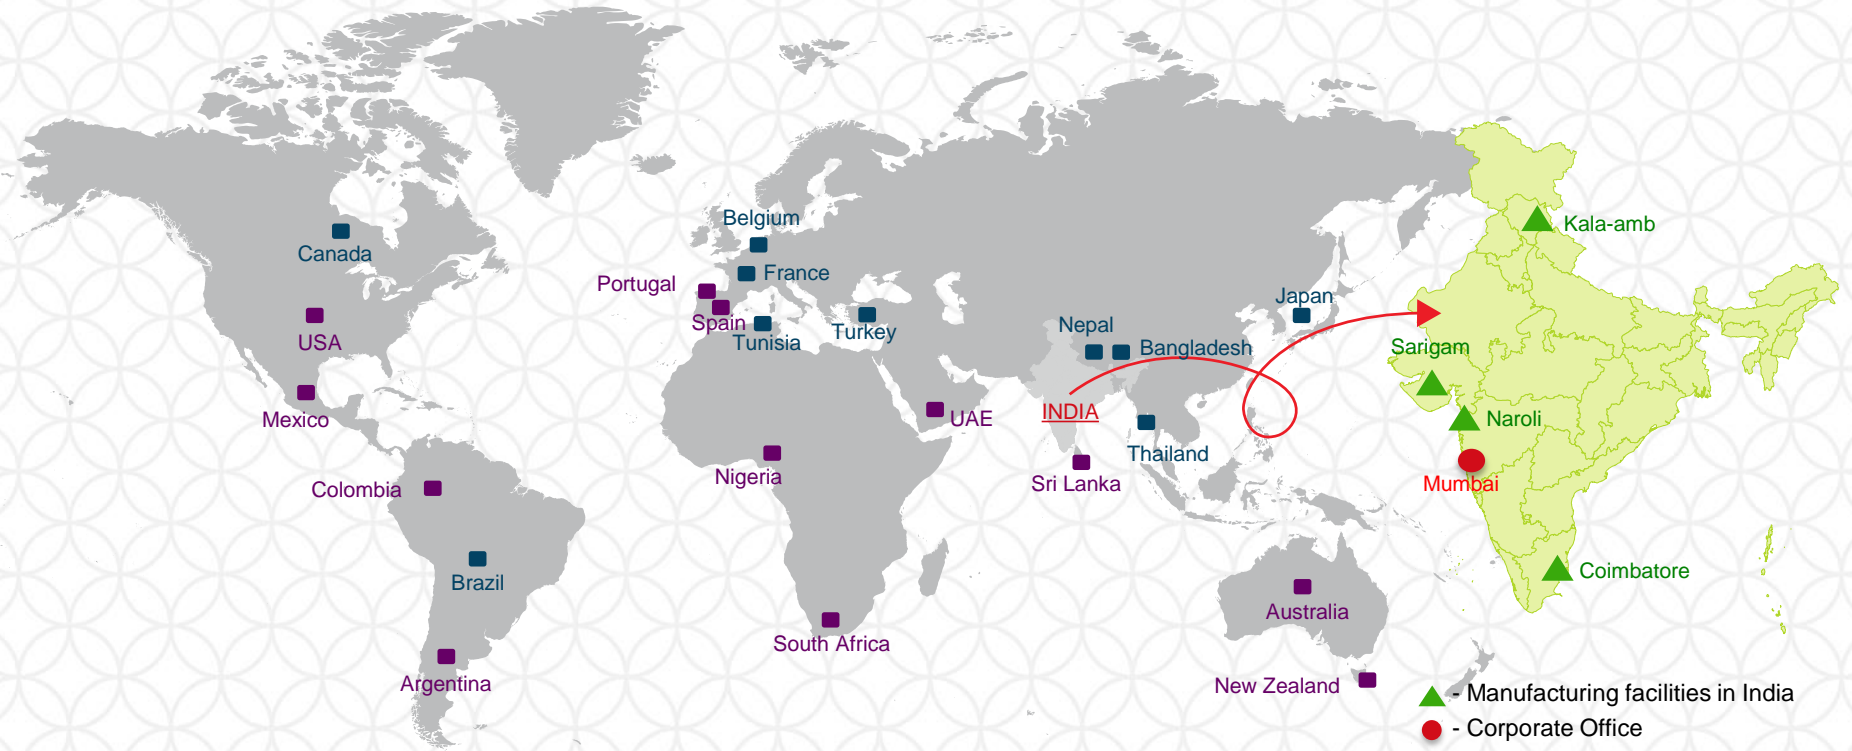 Belgium
Kala-amb
Canada
France
Portugal
Japan
Spain
Turkey
Nepal
USA
Tunisia
Bangladesh
Sarigam
INDIA
Mexico
UAE
Naroli
Thailand
Nigeria
Sri Lanka
Mumbai
Colombia
Brazil
Coimbatore
Australia
South Africa
Argentina
New Zealand
- Manufacturing facilities in India
- Corporate Office